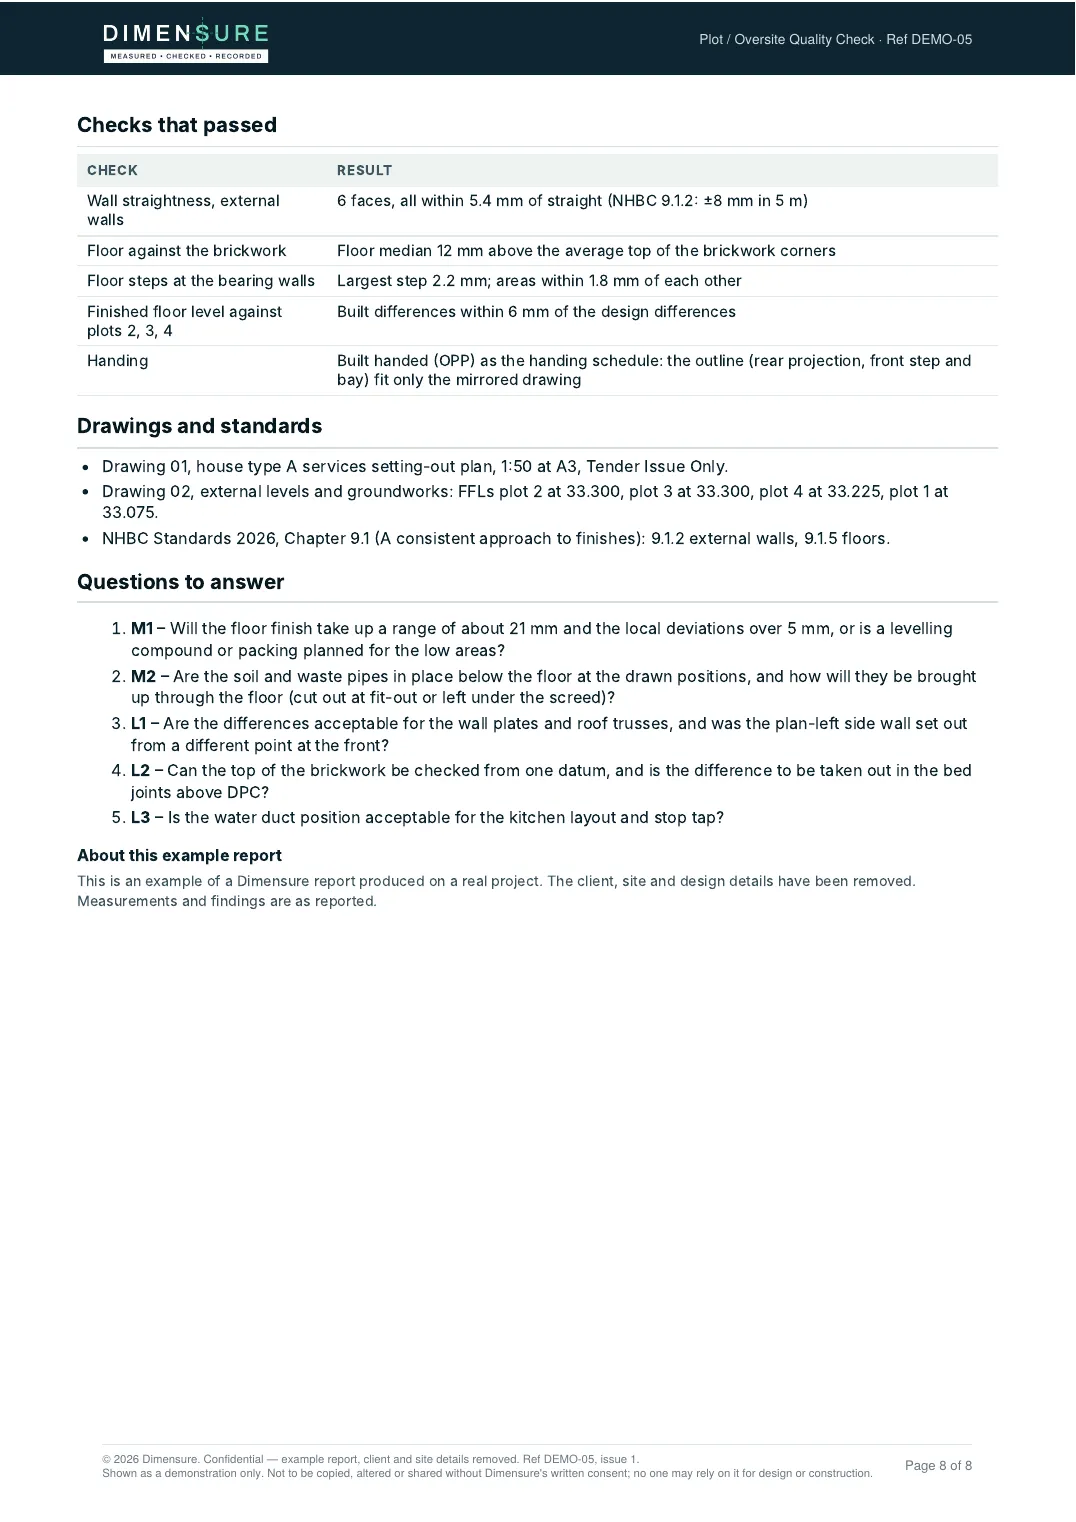 DIMENSURE
MEASURED • CHECKED • RECORDED
Plot / Oversite Quality Check · Ref DEMO-05
Checks that passed
CHECK RESULT
Wall straightness, external walls
6 faces, all within 5.4 mm of straight (NHBC 9.1.2: ±8 mm in 5 m)
Floor against the brickwork
Floor median 12 mm above the average top of the brickwork corners
Floor steps at the bearing walls
Largest step 2.2 mm; areas within 1.8 mm of each other
Finished floor level against
plots 2, 3, 4
Built differences within 6 mm of the design differences
Handing
Built handed (OPP) as the handing schedule: the outline (rear projection, front step and
bay) fit only the mirrored drawing
Drawings and standards
• Drawing 01, house type A services setting-out plan, 1:50 at A3, Tender Issue Only.
• Drawing 02, external levels and groundworks: FFLs plot 2 at 33.300, plot 3 at 33.300, plot 4 at 33.225, plot 1 at
33.075.
• NHBC Standards 2026, Chapter 9.1 (A consistent approach to finishes): 9.1.2 external walls, 9.1.5 floors.
Questions to answer
1. M1 – Will the floor finish take up a range of about 21 mm and the local deviations over 5 mm, or is a levelling
compound or packing planned for the low areas?
2. M2 – Are the soil and waste pipes in place below the floor at the drawn positions, and how will they be brought
up through the floor (cut out at fit-out or left under the screed)?
3. L1 – Are the differences acceptable for the wall plates and roof trusses, and was the plan-left side wall set out
from a different point at the front?
4. L2 – Can the top of the brickwork be checked from one datum, and is the difference to be taken out in the bed
joints above DPC?
5. L3 – Is the water duct position acceptable for the kitchen layout and stop tap?
About this example report
This is an example of a Dimensure report produced on a real project. The client, site and design details have been removed.
Measurements and findings are as reported.
© 2026 Dimensure. Confidential — example report, client and site details removed. Ref DEMO-05, issue 1.
Shown as a demonstration only. Not to be copied, altered or shared without Dimensure's written consent; no one may rely on it for design or construction.
Page 8 of 8